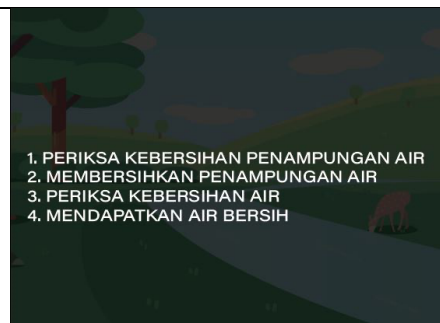 1. PERIKSA KEBERSIHAN PENAMPUNGAN AIR
2. MEMBERSIHKAN PENAMPUNGAN AIR
3. PERIKSA KEBERSIHAN AIR
4. MENDAPATKAN AIR BERSIH